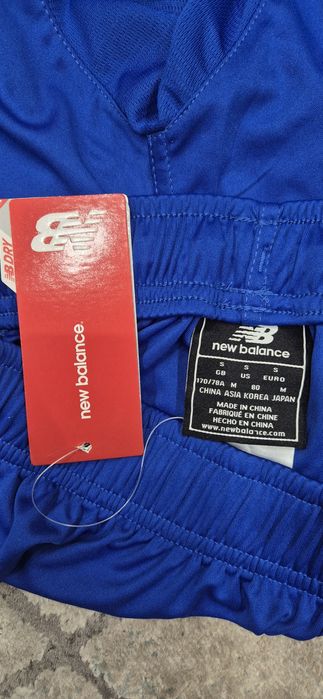 NB DRY
new balance.
new balance
S S S
GB US EURO
170/78A M 80 M
CHINA ASIA KOREA JAPAN
MADE IN CHINA
FABRIQUÉ EN CHINE
HECHO EN CHINA
www.newbalance.com